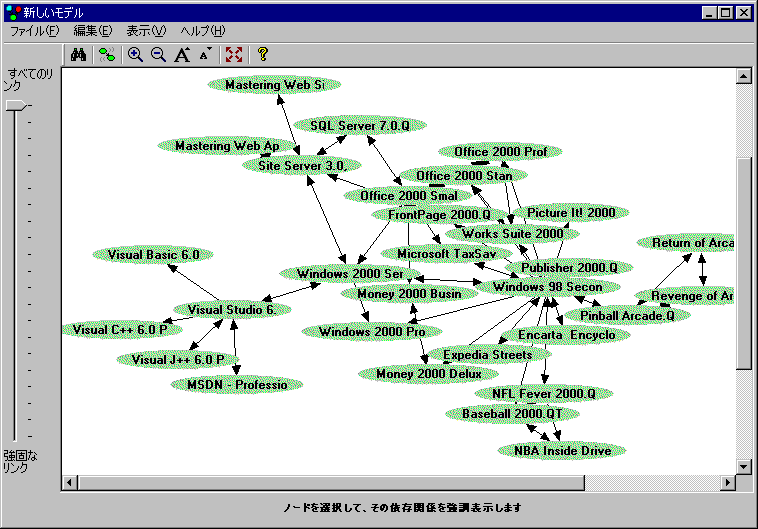 新しいモデル
ファイル(F) 編集(E) 表示(V) ヘルプ(H)
すべてのリンク
Mastering Web Si
SQL Server 7.0.Q
Mastering Web Ap
Office 2000 Prof
Site Server 3.0.
Office 2000 Stan
Office 2000 Smal
FrontPage 2000.Q
Picture It! 2000
Works Suite 2000
Return of Arca
Visual Basic 6.0
Microsoft TaxSav
Publisher 2000.Q
Windows 2000 Ser
Windows 98 Secon
Money 2000 Busin
Revenge of Ar
Visual Studio 6.
Pinball Arcade.Q
Visual C++ 6.0 P
Windows 2000 Pro
Encarta Encyclo
Visual J++ 6.0 P
Expedia Streets
Money 2000 Delux
MSDN - Professio
NFL Fever 2000.Q
Baseball 2000.QT
NBA Inside Drive
強固なリンク
ノードを選択して、その依存関係を強調表示します